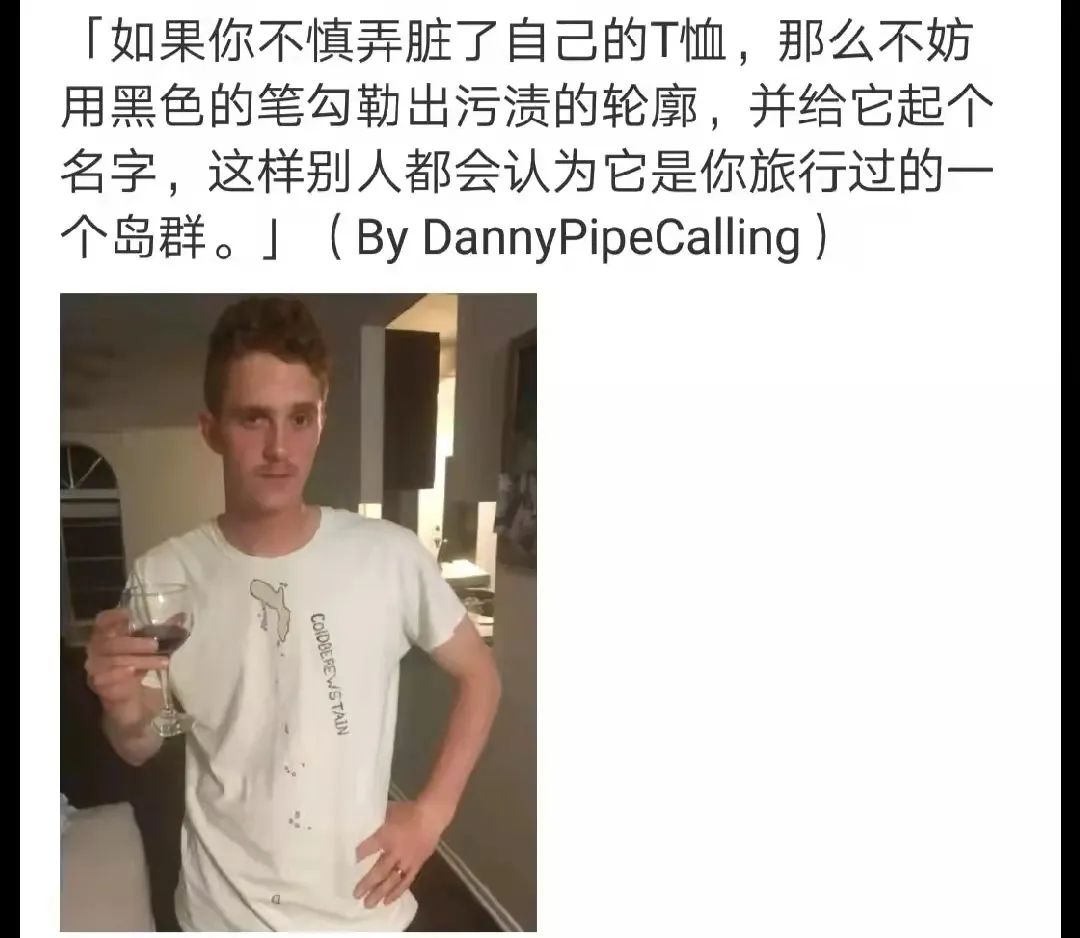 「如果你不慎弄脏了自己的T恤，那么不妨
用黑色的笔勾勒出污渍的轮廓，并给它起个
名字，这样别人都会认为它是你旅行过的一
个岛群。」（By DannyPipeCalling）
COlDBEREWSTAIN